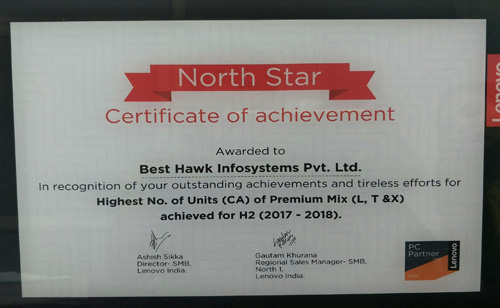 North Star
Certificate of achievement
Awarded to
Best Hawk Infosystems Pvt. Ltd.
In recognition of your outstanding achievements and tireless efforts for
Highest No. of Units (CA) of Premium Mix (L, T &X)
achieved for H2 (2017 - 2018).
Ashish Sikka
Director- SMB,
Lenovo India.
Gautam Khurana
Regional Sales Manager- SMB,
North 1,
Lenovo India.
PC
Partner
Lenovo
Lenovo